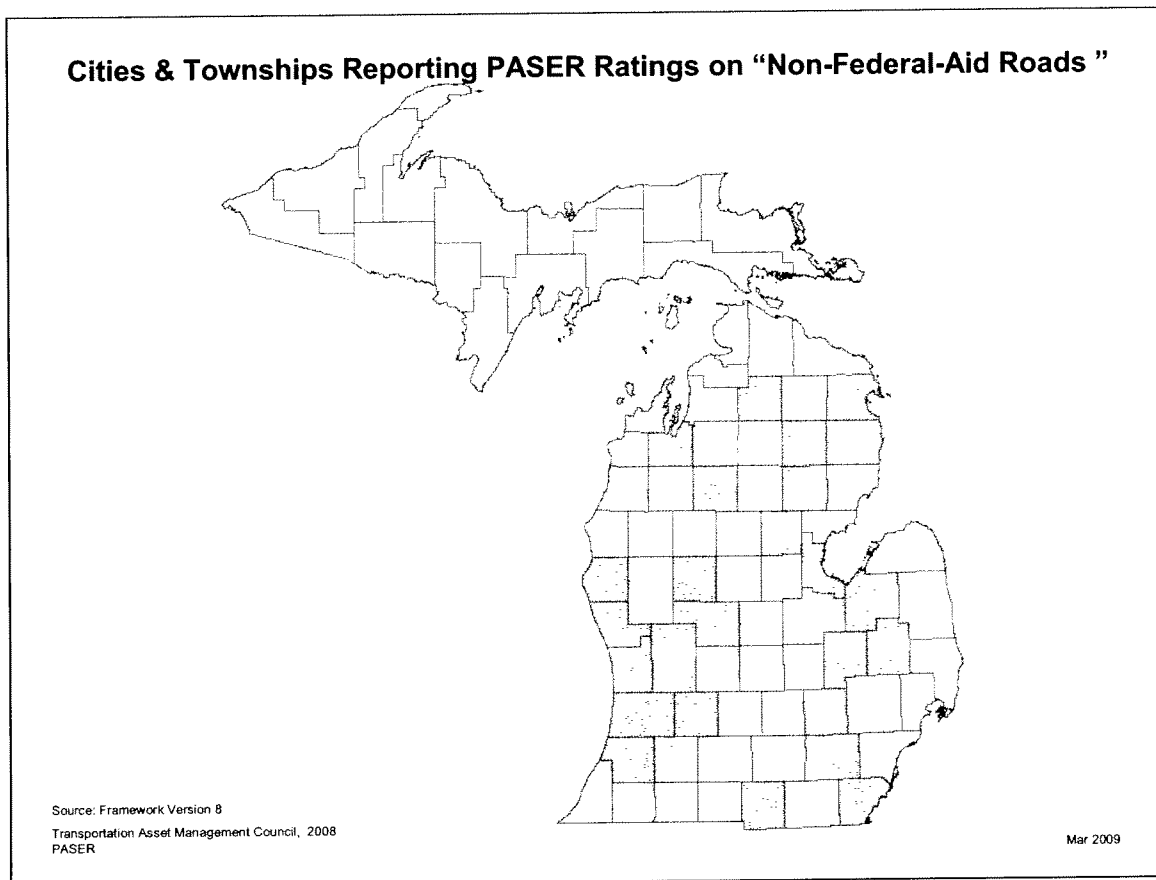 Cities & Townships Reporting PASER Ratings on “Non-Federal-Aid Roads ”
Source: Framework Version 8
Transportation Asset Management Council, 2008
PASER
Mar 2009